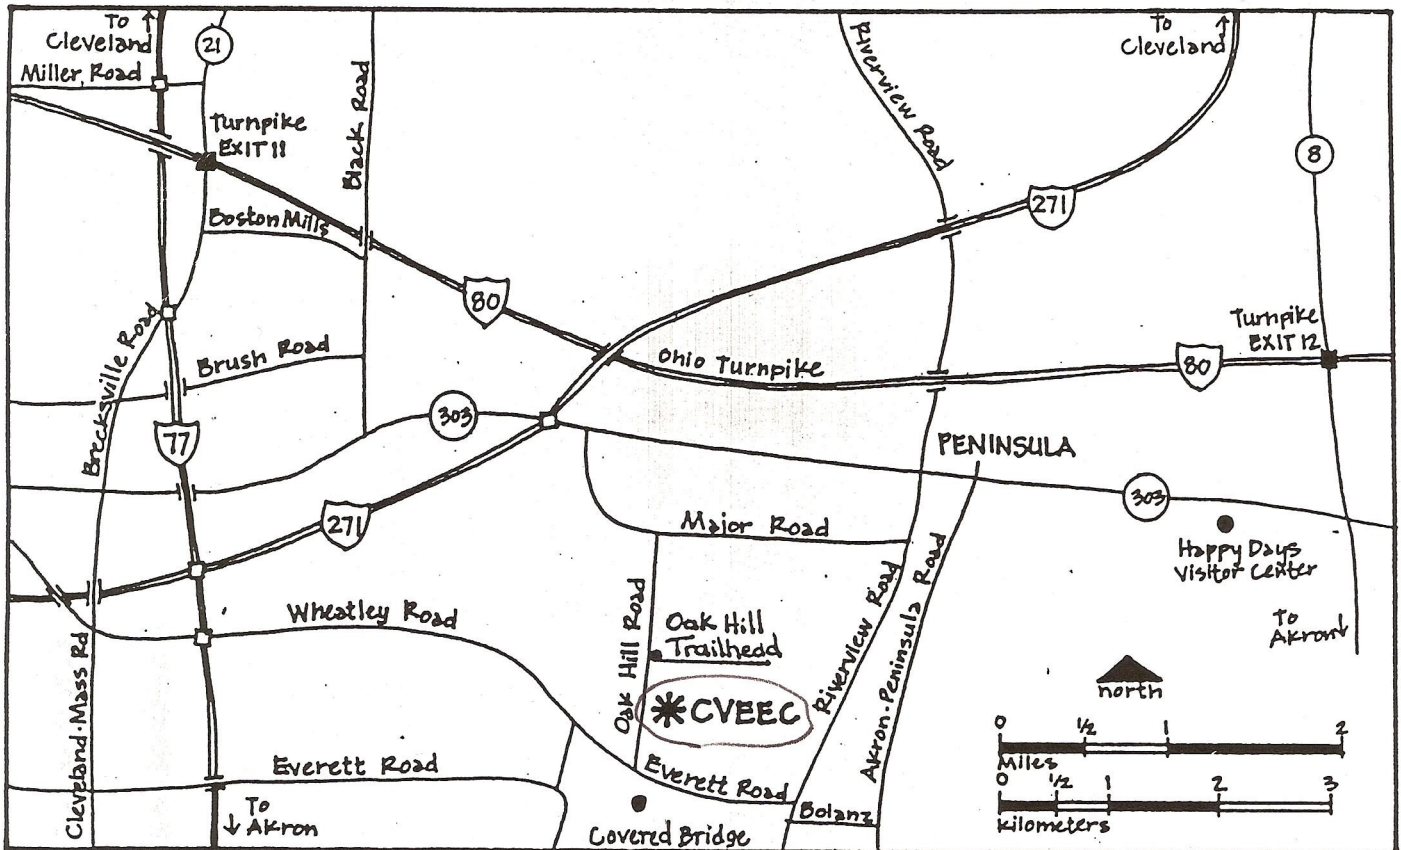 To
Cleveland
Miller Road
21
Turnpike
EXIT 11
Black Road
Boston Mills
Riverview Road
To
Cleveland
271
8
80
Brecksville Road
Brush Road
Ohio Turnpike
Turnpike
EXIT 12
80
303
77
PENINSULA
303
271
Major Road
Happy Days
Visitor Center
Wheatley Road
Oak Hill Road
Oak Hill
Trailhead
Riverview Road
Akron-Peninsula Road
To
Akron
CVEEC
north
Cleveland-Mass Rd
Everett Road
Everett Road
0 1/2 1 2
Miles
0 1/2 1 2 3
Kilometers
To
Akron
Covered Bridge
Bolanz